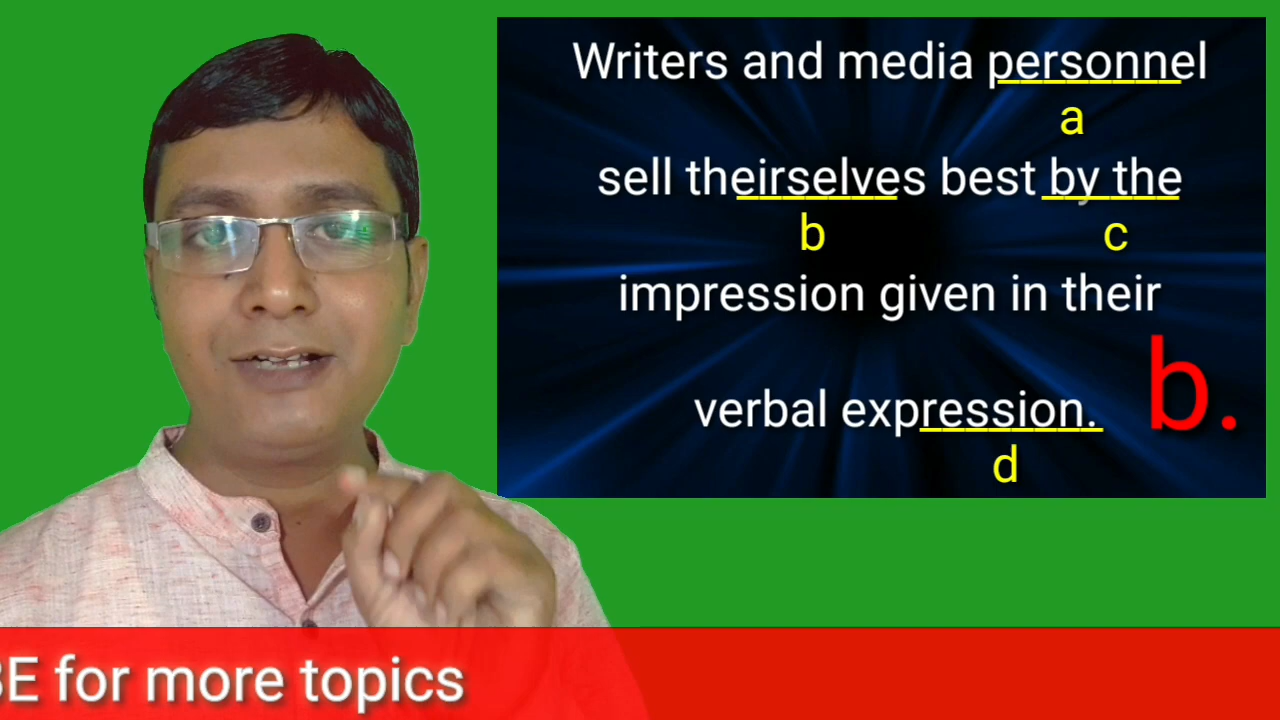 Writers and media personnel
a
sell theirselves best by the
b c
impression given in their
b.
verbal expression.
d
BE for more topics